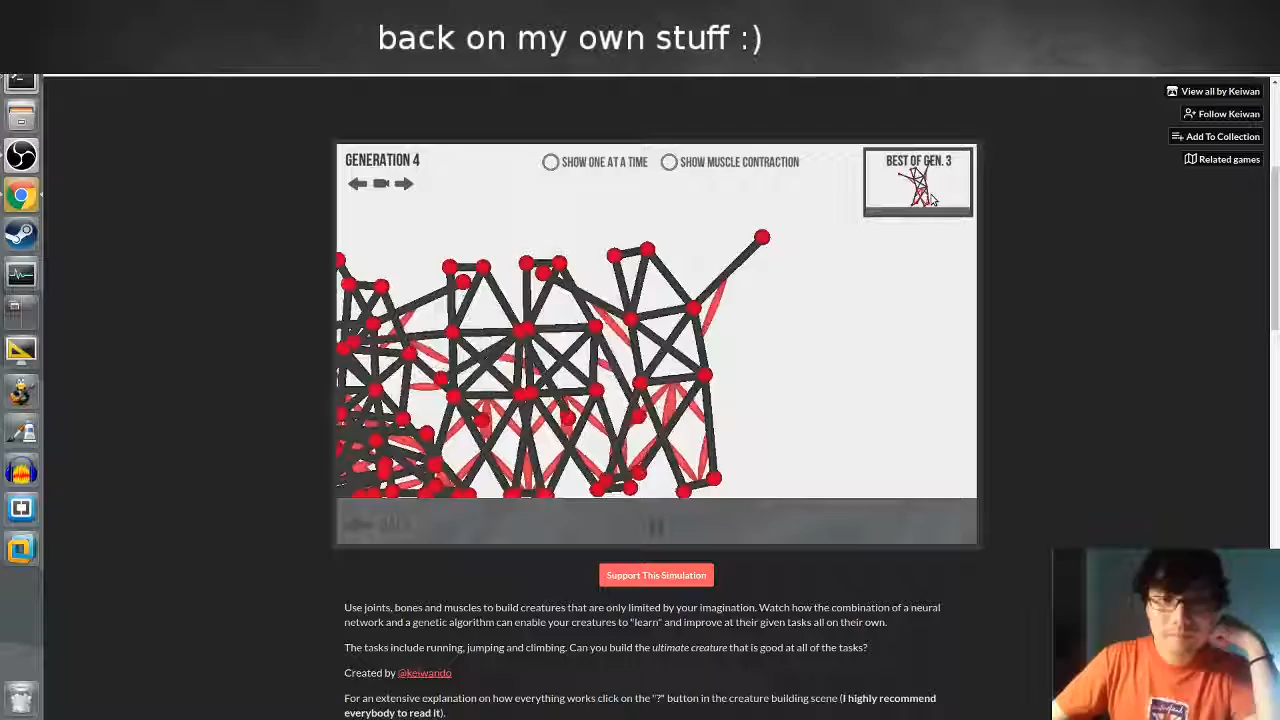 back on my own stuff :)
View all by Keiwan
Follow Keiwan
Add To Collection
Related games
GENERATION 4
SHOW ONE AT A TIME
SHOW MUSCLE CONTRACTION
BEST OF GEN. 3
Support This Simulation
Use joints, bones and muscles to build creatures that are only limited by your imagination. Watch how the combination of a neural
network and a genetic algorithm can enable your creatures to "learn" and improve at their given tasks all on their own.
The tasks include running, jumping and climbing. Can you build the ultimate creature that is good at all of the tasks?
Created by @keiwando
For an extensive explanation on how everything works click on the "?" button in the creature building scene (I highly recommend
everybody to read it).